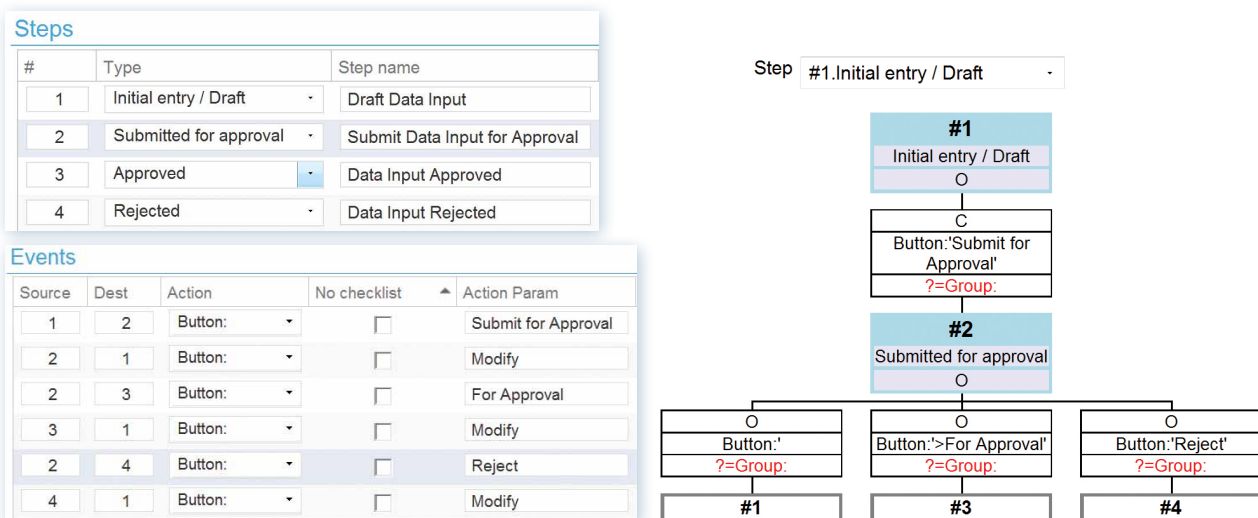 Steps
# Type Step name
1 Initial entry / Draft Draft Data Input
2 Submitted for approval Submit Data Input for Approval
3 Approved Data Input Approved
4 Rejected Data Input Rejected
Events
Source Dest Action No checklist Action Param
1 2 Button: Submit for Approval
2 1 Button: Modify
2 3 Button: For Approval
3 1 Button: Modify
2 4 Button: Reject
4 1 Button: Modify
Step #1.Initial entry / Draft
#1
Initial entry / Draft
O
C
Button:'Submit for
Approval'
?=Group:
#2
Submitted for approval
O
O O O
Button:' Button:'>For Approval' Button:'Reject'
?=Group: ?=Group: ?=Group:
#1 #3 #4